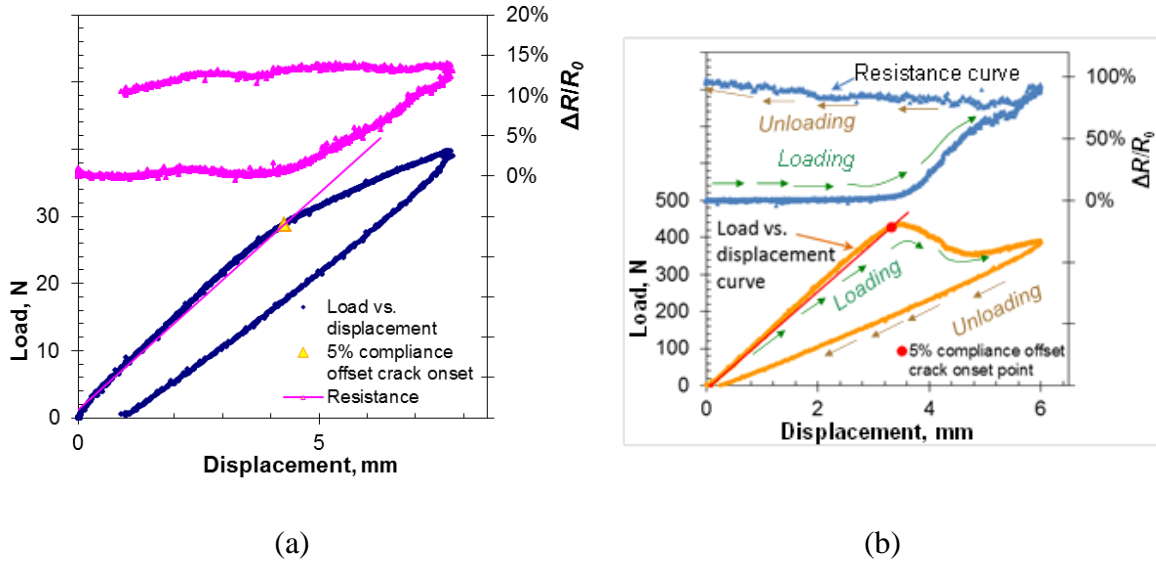 20%
15%
10%
5%
0%
ΔR/R0
30
20
10
0
Load, N
Load vs.
displacement
5% compliance
offset crack onset
Resistance
0
5
Displacement, mm
(a)
Resistance curve
Unloading
Loading
100%
50%
0%
ΔR/R0
500
400
300
200
100
0
Load, N
Load vs.
displacement
curve
Loading
Unloading
5% compliance offset
crack onset point
0
2
4
6
Displacement, mm
(b)